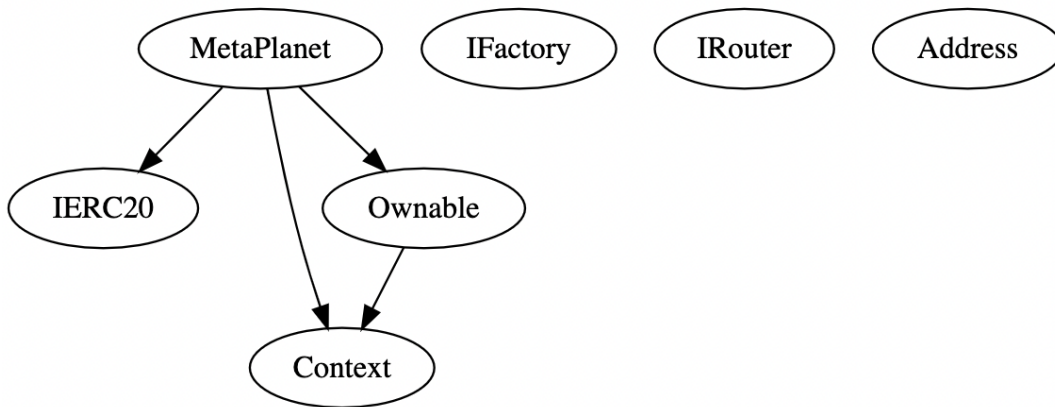 MetaPlanet
IFactory
IRouter
Address
IERC20
Ownable
Context